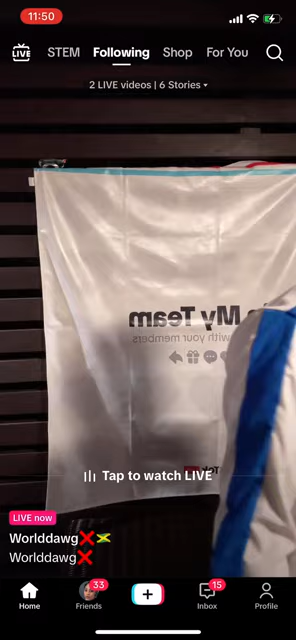 11:50
LIVE
STEM Following Shop For You
2 LIVE videos | 6 Stories
My Team
with your members
Tap to watch LIVE
LIVE now
Worlddawg❌🇯🇲
Worlddawg❌
33
15
Home Friends Inbox Profile